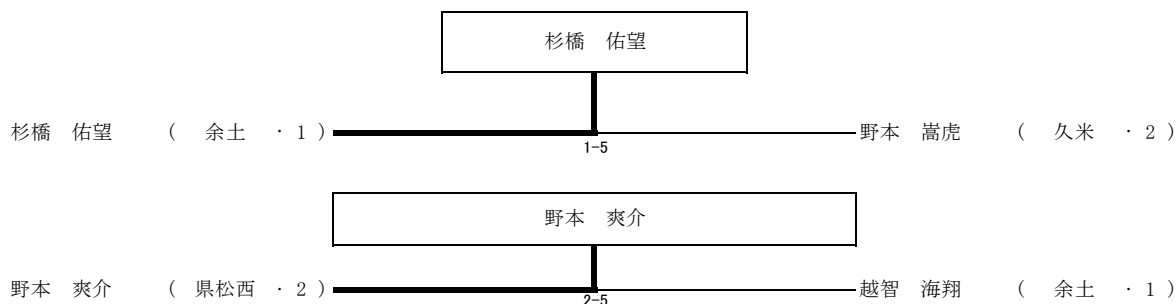 杉橋 佑望
杉橋 佑望 ( 余土 ・ 1 ) 野本 嵩虎 ( 久米 ・ 2 )
1-5
野本 爽介
野本 爽介 ( 県松西 ・ 2 ) 越智 海翔 ( 余土 ・ 1 )
2-5